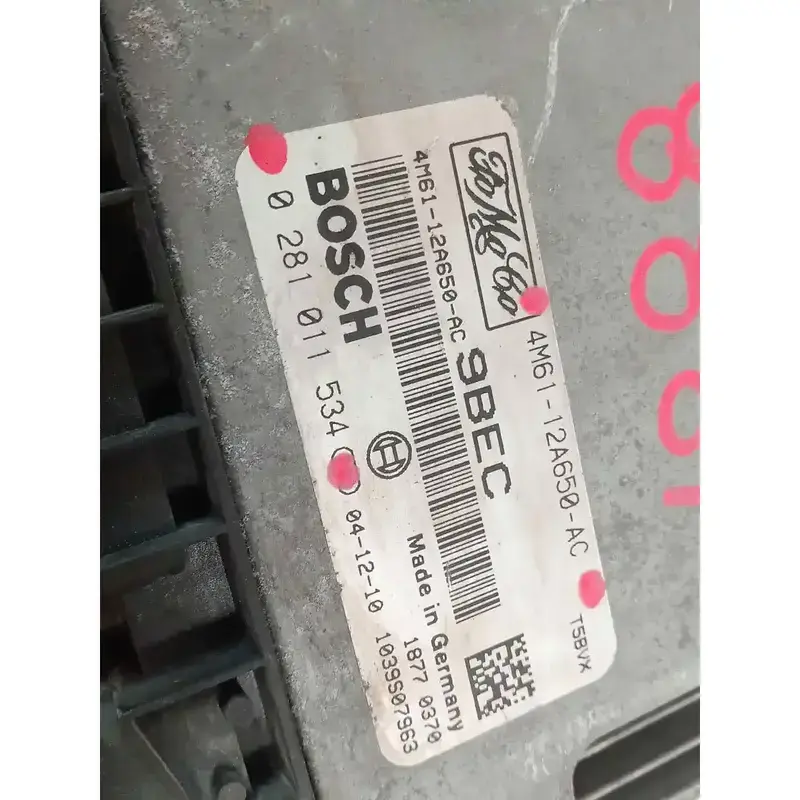 FoMoCo
4M61-12A650-AC
T5BVX
4M61-12A650-AC
9BEC
BOSCH
0 281 011 534
04-12-10
Made in Germany
1877 0370
1039S07963